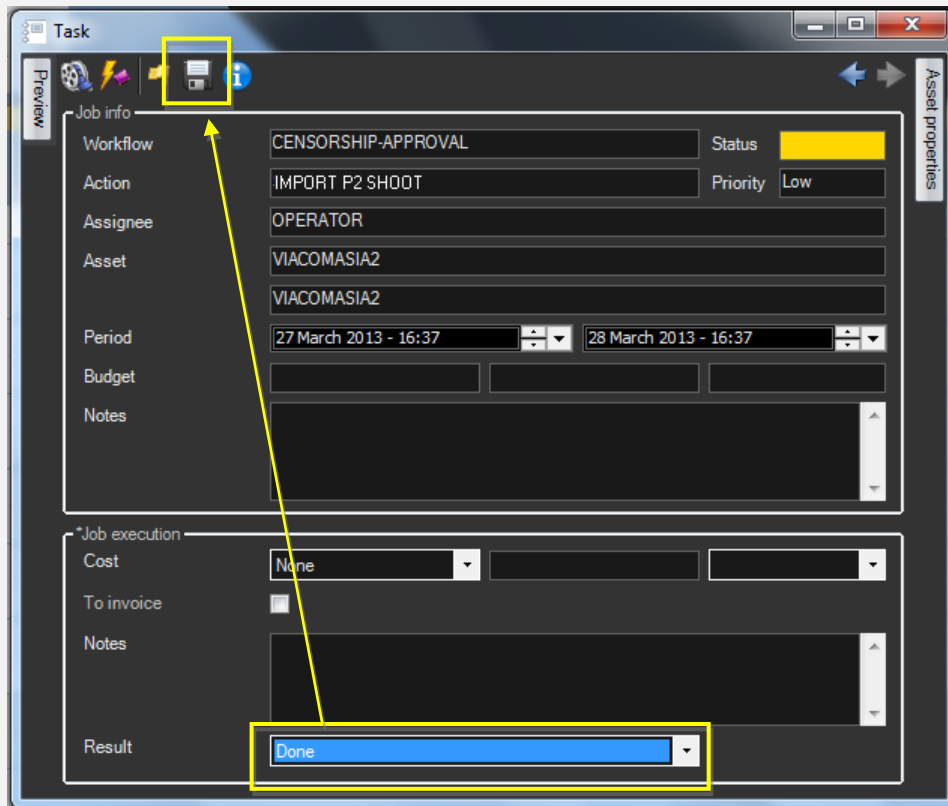 Task
Preview
Asset properties
Job info
Workflow CENSORSHIP-APPROVAL Status
Action IMPORT P2 SHOOT Priority Low
Assignee OPERATOR
Asset VIACOMASIA2
VIACOMASIA2
Period 27 March 2013 - 16:37 28 March 2013 - 16:37
Budget
Notes
*Job execution
Cost None
To invoice
Notes
Result Done